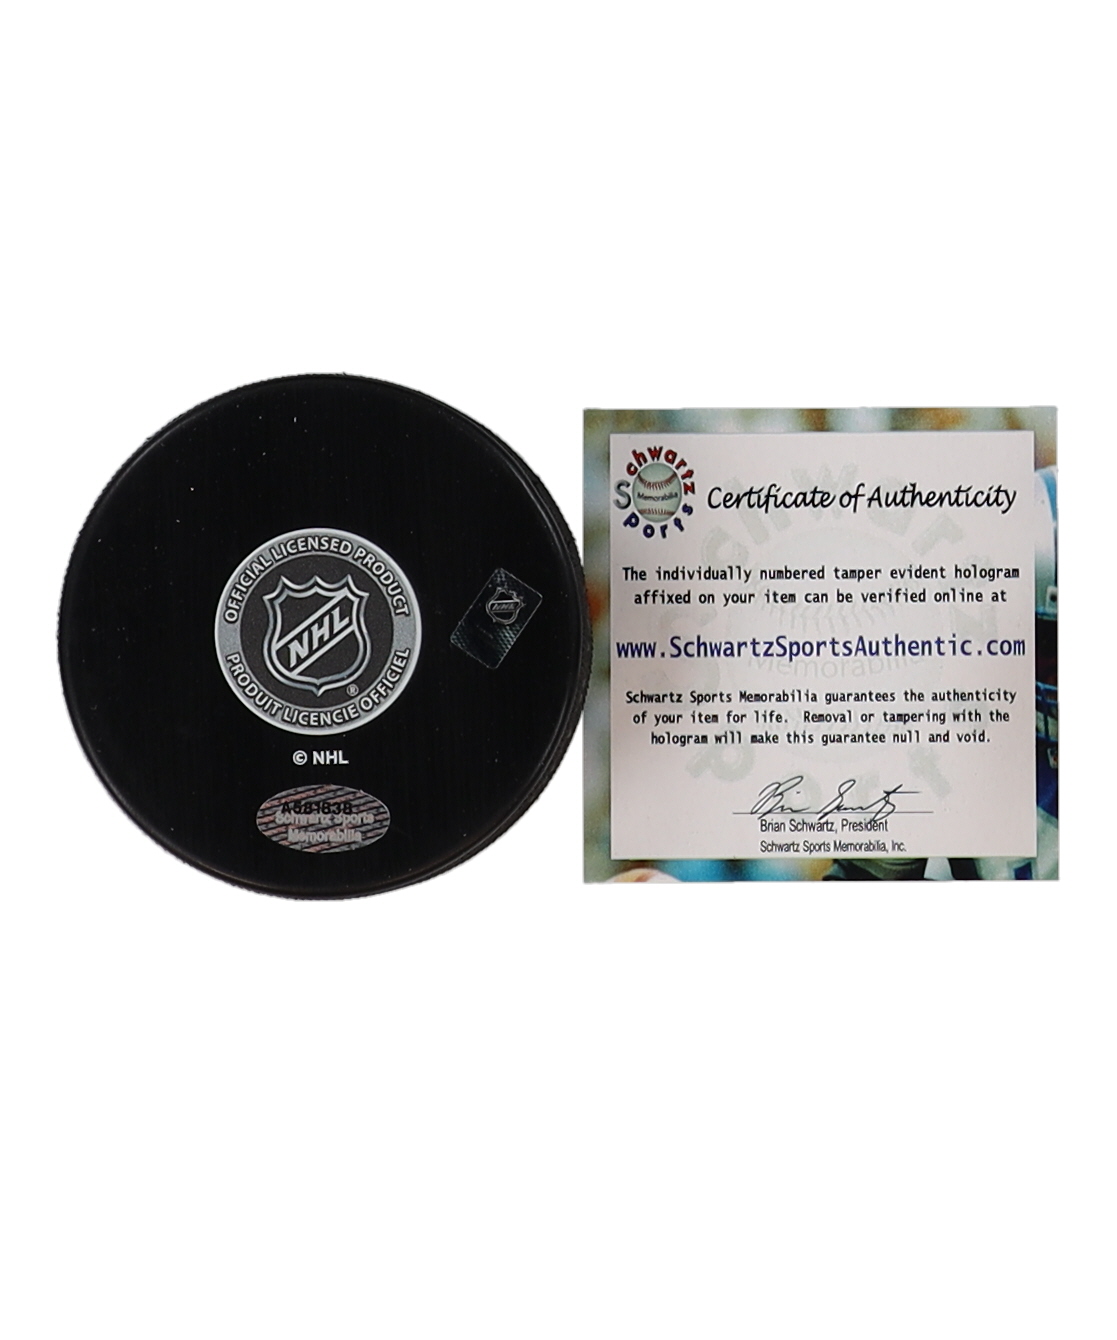 OFFICIAL LICENSED PRODUCT
NHL
®
PRODUIT LICENCIE OFFICIEL
© NHL
NHL
A581638
Schwartz Sports
Memorabilia
Schwartz
Memorabilia
Sports
Certificate of Authenticity
The individually numbered tamper evident hologram
affixed on your item can be verified online at
www.SchwartzSportsAuthentic.com
Schwartz Sports Memorabilia guarantees the authenticity
of your item for life. Removal or tampering with the
hologram will make this guarantee null and void.
Brian Schwartz, President
Schwartz Sports Memorabilia, Inc.